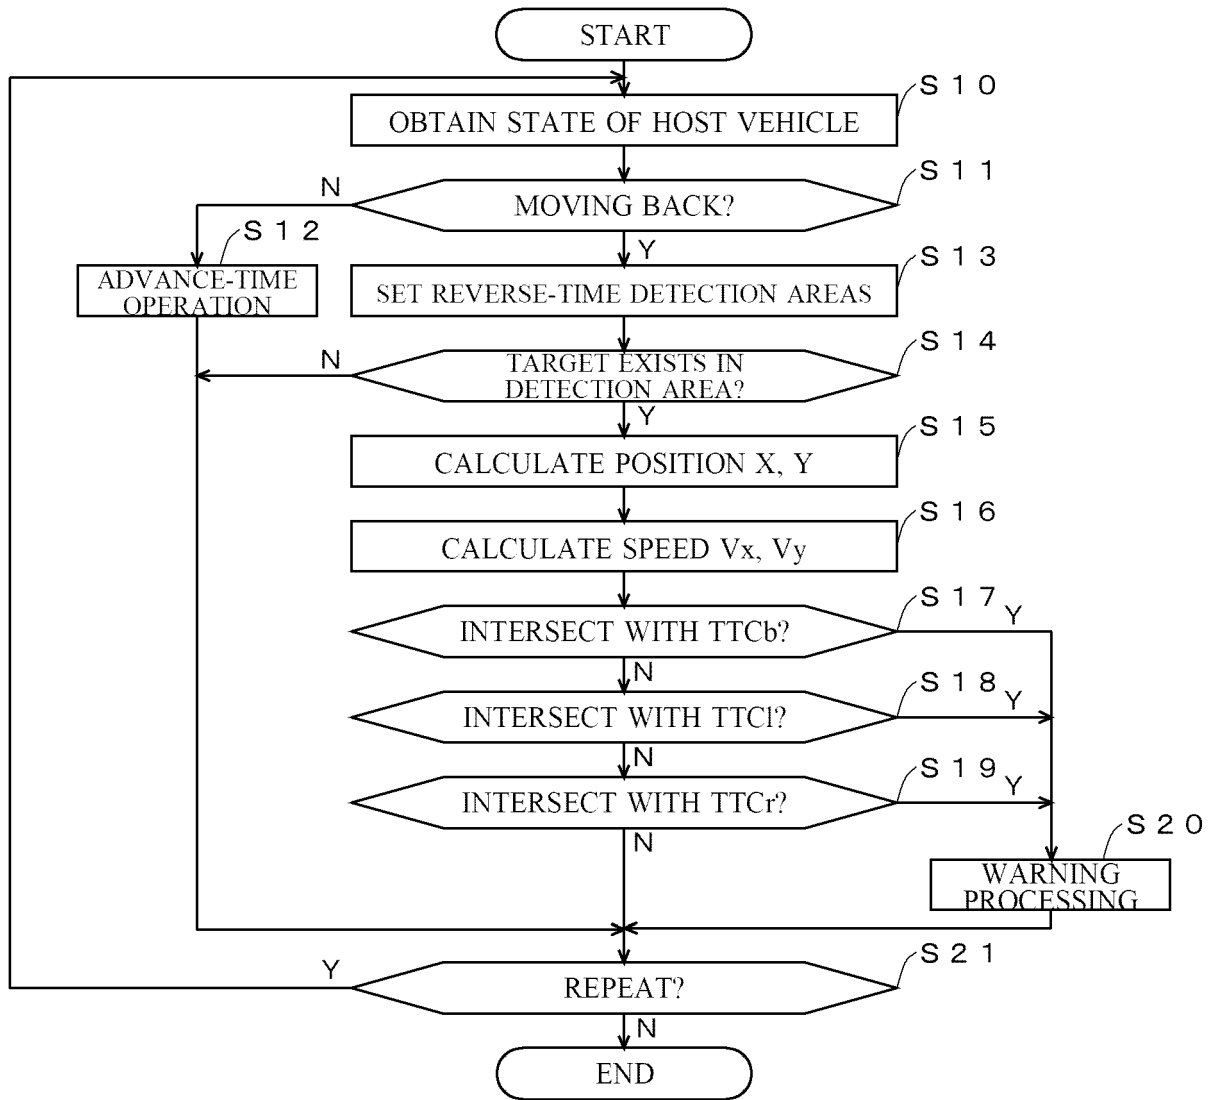 START
S10
OBTAIN STATE OF HOST VEHICLE
S11
N
MOVING BACK?
S12
Y
S13
ADVANCE-TIME
OPERATION
SET REVERSE-TIME DETECTION AREAS
S14
N
TARGET EXISTS IN
DETECTION AREA?
Y
S15
CALCULATE POSITION X, Y
S16
CALCULATE SPEED Vx, Vy
S17
Y
INTERSECT WITH TTCb?
N
S18
Y
INTERSECT WITH TTCl?
N
S19
Y
INTERSECT WITH TTCr?
N
S20
WARNING
PROCESSING
S21
Y
REPEAT?
N
END